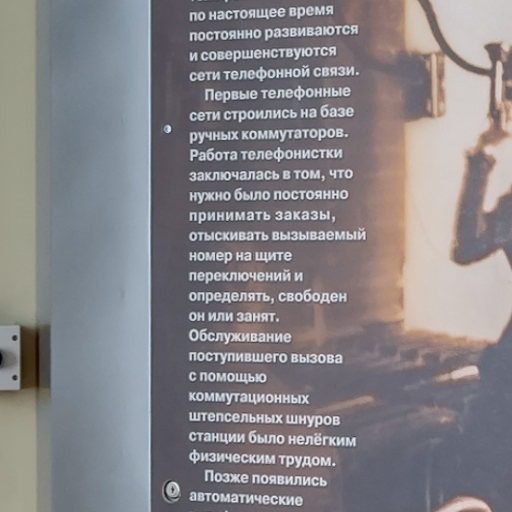 по настоящее время
постоянно развиваются
и совершенствуются
сети телефонной связи.
Первые телефонные
сети строились на базе
ручных коммутаторов.
Работа телефонистки
заключалась в том, что
нужно было постоянно
принимать заказы,
отыскивать вызываемый
номер на щите
переключений и
определять, свободен
он или занят.
Обслуживание
поступившего вызова
с помощью
коммутационных
штепсельных шнуров
станции было нелёгким
физическим трудом.
Позже появились
автоматические